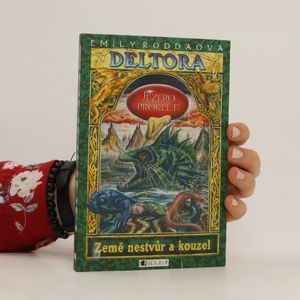 EMILY RODDAOVÁ
DELTORA
JEZERO
PROKLETÍ
Země nestvůr a kouzel
FRAGMENT